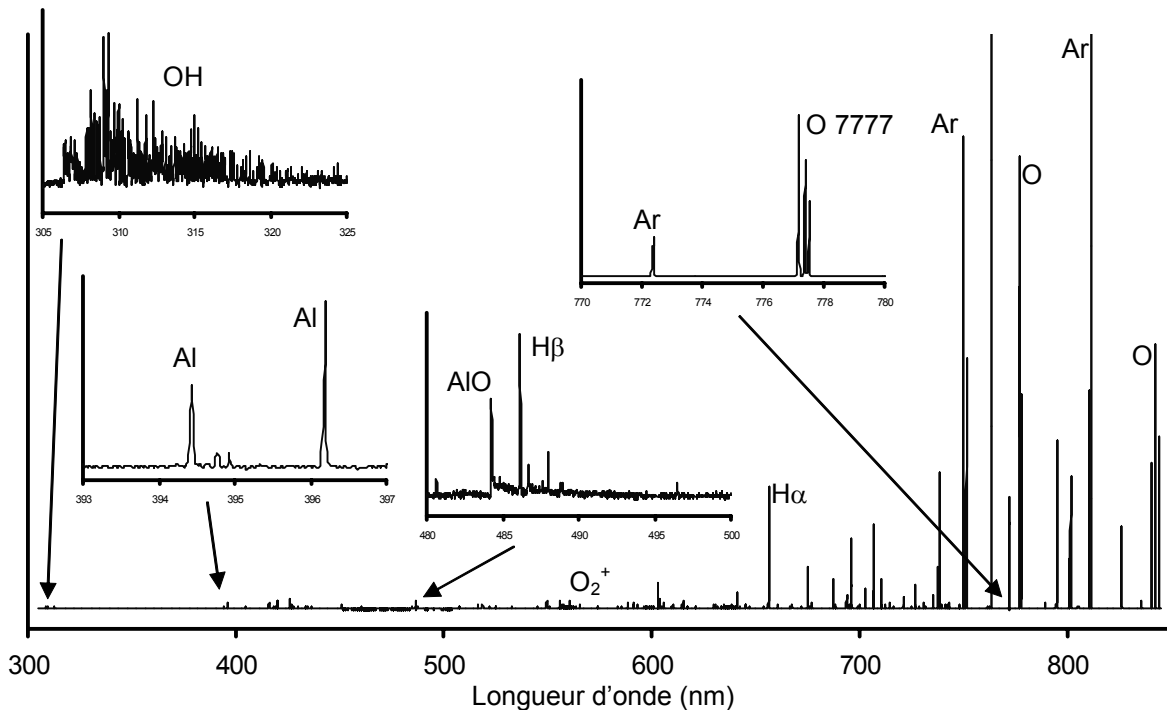 OH
305 310 315 320 325
Ar
Ar
O 7777
O
Ar
770 772 774 776 778 780
Al
Al
393 394 395 396 397
Hβ
AlO
480 485 490 495 500
O
Hα
O₂⁺
300 400 500 600 700 800
Longueur d'onde (nm)